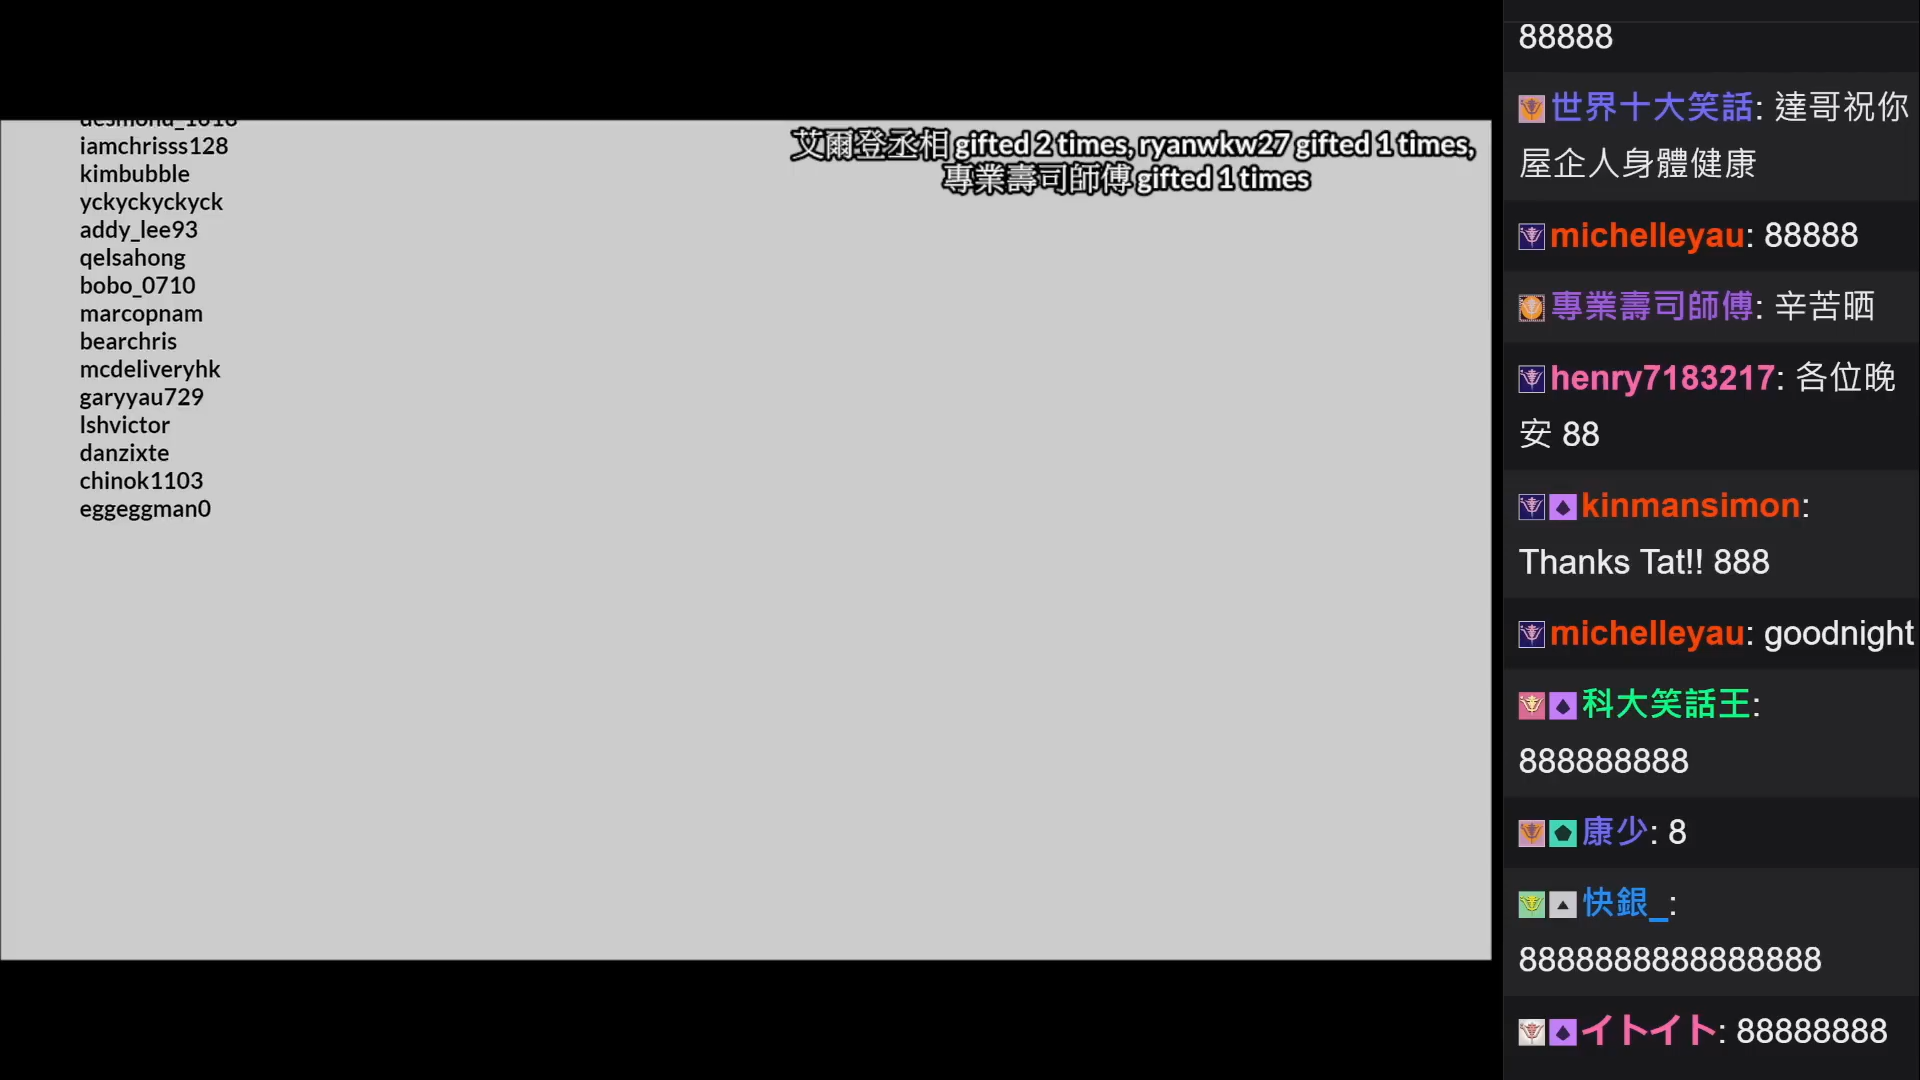 desmond_1618
iamchrisss128
kimbubble
yckyckyckyck
addy_lee93
qelsahong
bobo_0710
marcopnam
bearchris
mcdeliveryhk
garyyau729
lshvictor
danzixte
chinok1103
eggeggman0
艾爾登丞相 gifted 2 times, ryanwkw27 gifted 1 times,
專業壽司師傅 gifted 1 times
88888
世界十大笑話: 達哥祝你
屋企人身體健康
michelleyau: 88888
專業壽司師傅: 辛苦晒
henry7183217: 各位晚
安 88
kinmansimon:
Thanks Tat!! 888
michelleyau: goodnight
科大笑話王:
888888888
康少: 8
快銀_:
8888888888888888
イトイト: 88888888